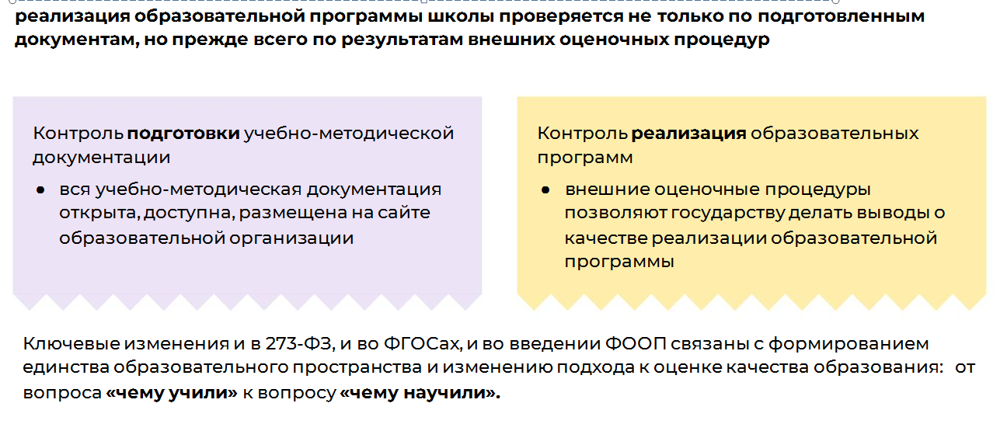 реализация образовательной программы школы проверяется не только по подготовленным
документам, но прежде всего по результатам внешних оценочных процедур
Контроль подготовки учебно-методической
документации
● вся учебно-методическая документация
открыта, доступна, размещена на сайте
образовательной организации
Контроль реализация образовательных
программ
● внешние оценочные процедуры
позволяют государству делать выводы о
качестве реализации образовательной
программы
Ключевые изменения и в 273-ФЗ, и во ФГОСах, и во введении ФООП связаны с формированием
единства образовательного пространства и изменению подхода к оценке качества образования: от
вопроса «чему учили» к вопросу «чему научили».